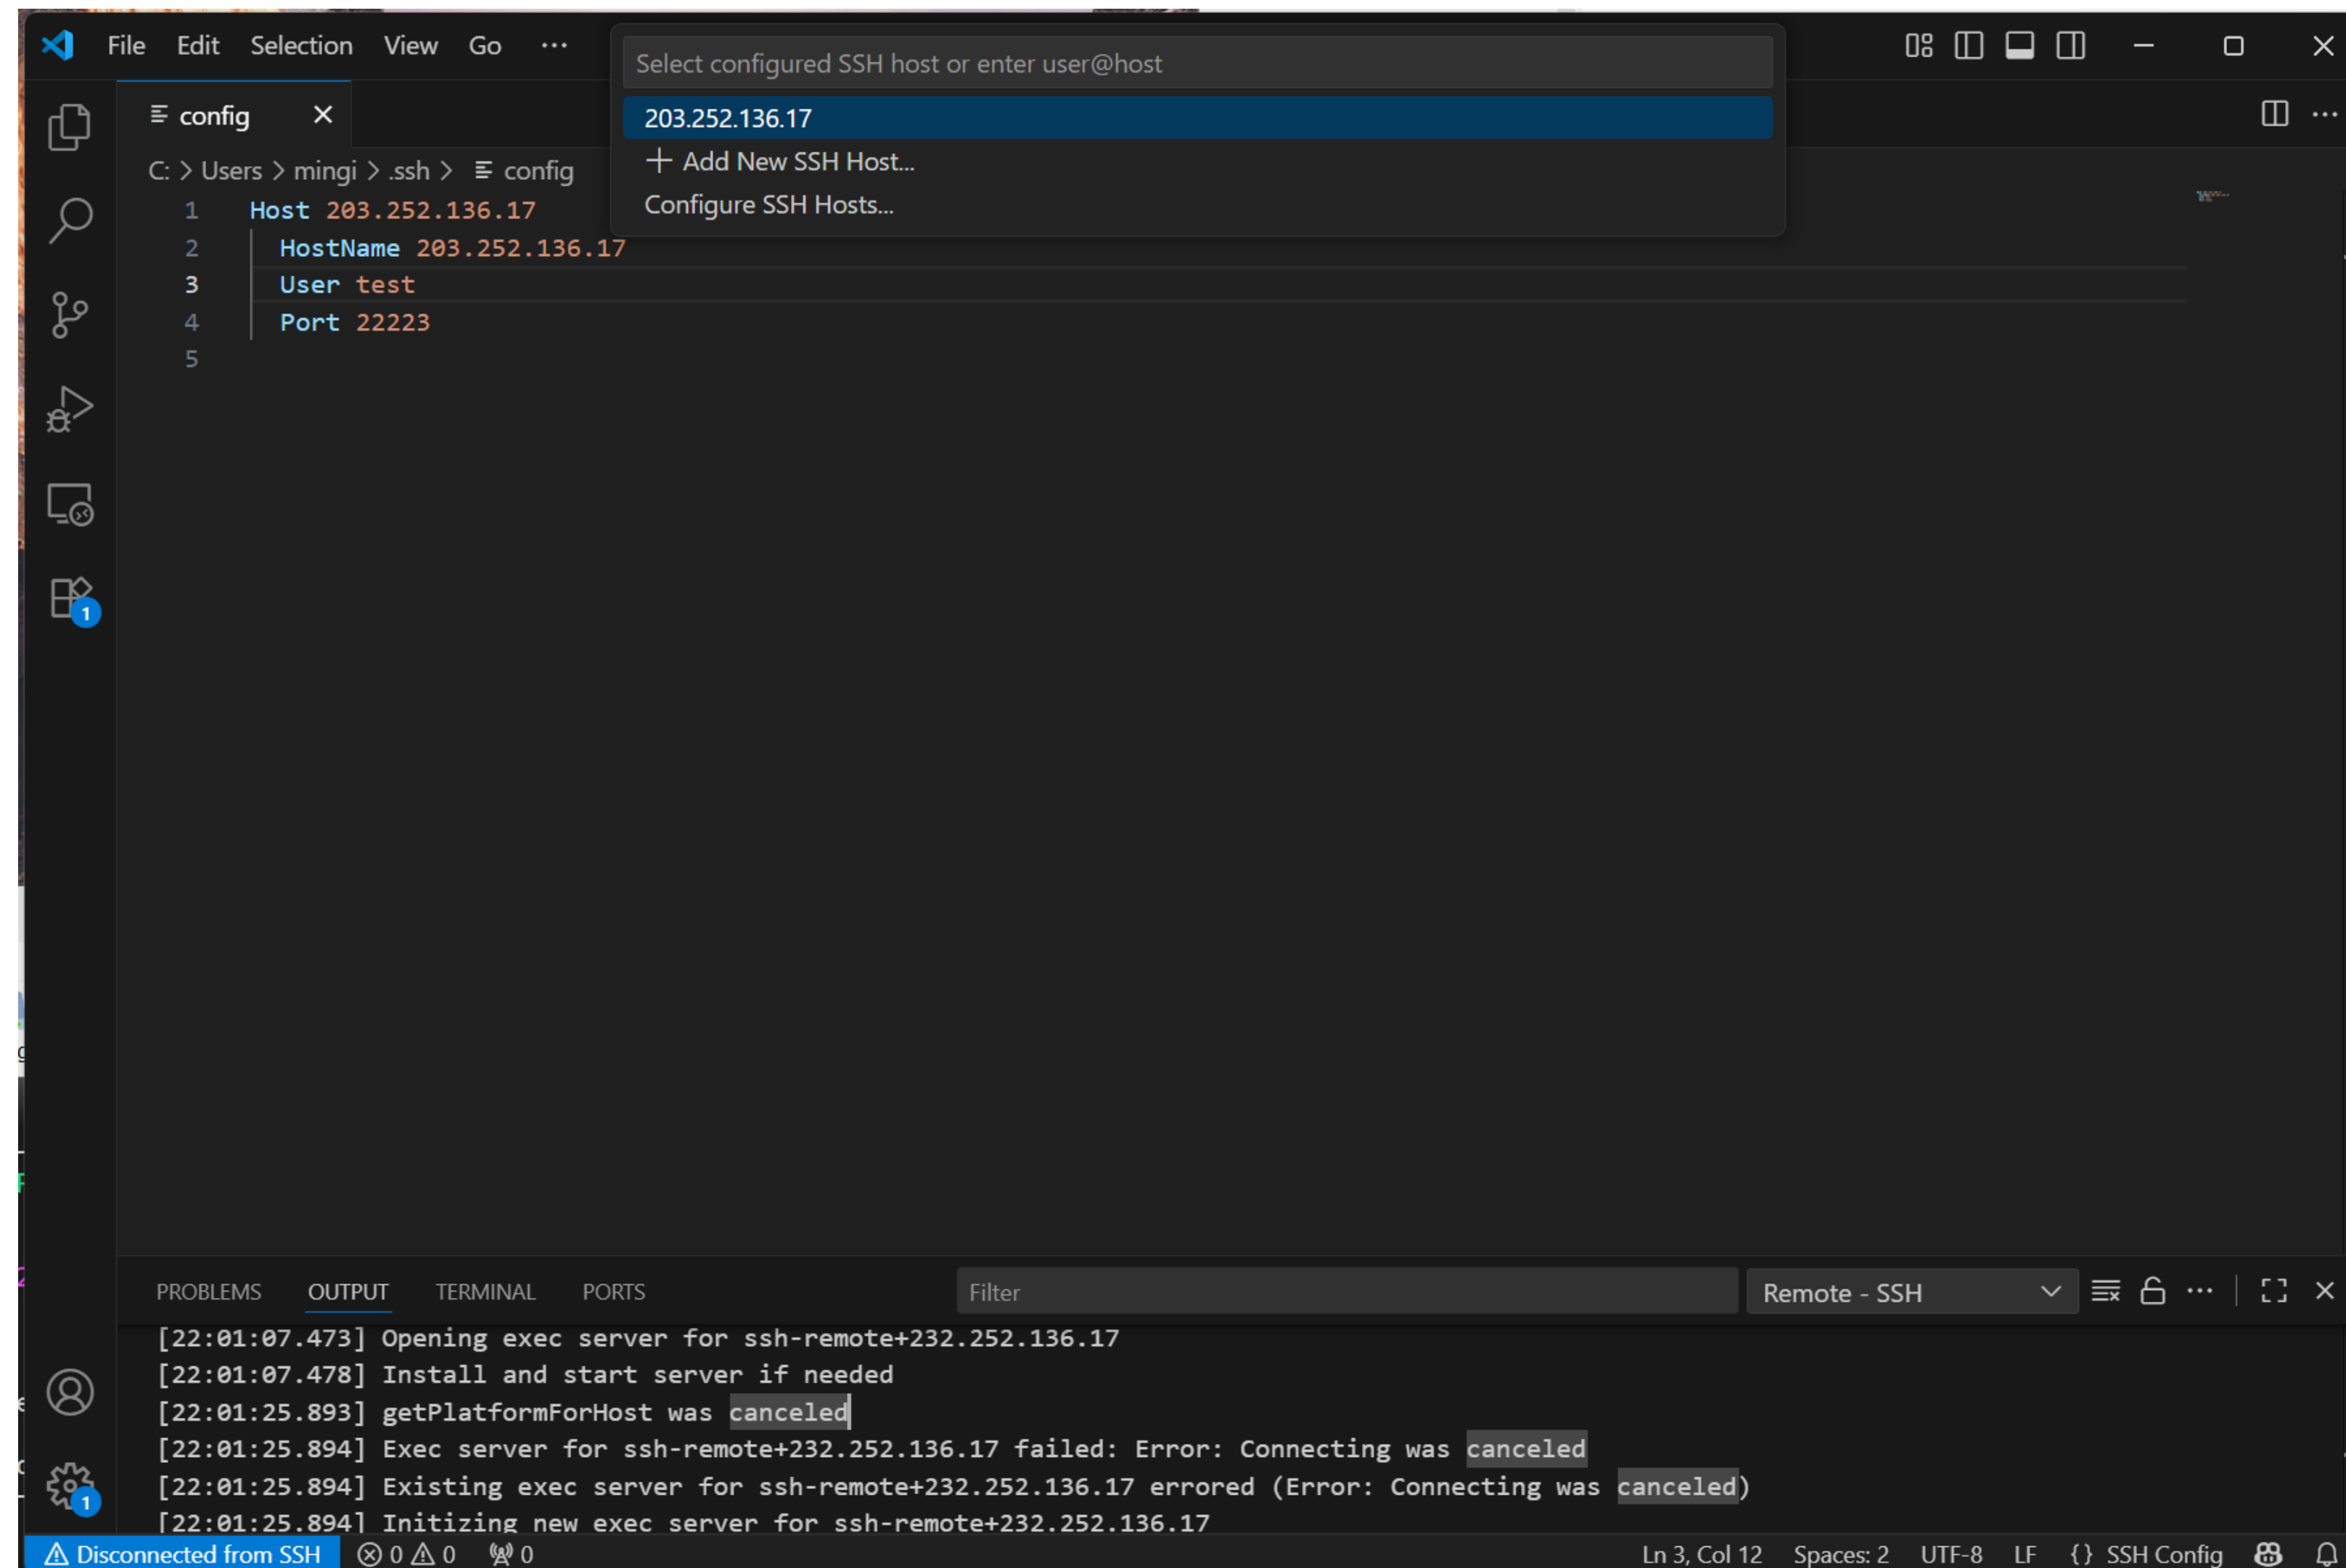 File Edit Selection View Go ...
Select configured SSH host or enter user@host
203.252.136.17
+ Add New SSH Host...
Configure SSH Hosts...
config
C: > Users > mingi > .ssh > config
1 Host 203.252.136.17
2 HostName 203.252.136.17
3 User test
4 Port 22223
5
1
PROBLEMS OUTPUT TERMINAL PORTS Filter Remote - SSH
[22:01:07.473] Opening exec server for ssh-remote+232.252.136.17
[22:01:07.478] Install and start server if needed
[22:01:25.893] getPlatformForHost was canceled
[22:01:25.894] Exec server for ssh-remote+232.252.136.17 failed: Error: Connecting was canceled
[22:01:25.894] Existing exec server for ssh-remote+232.252.136.17 errored (Error: Connecting was canceled)
[22:01:25.894] Initizing new exec server for ssh-remote+232.252.136.17
1
Disconnected from SSH 0 0 0 Ln 3, Col 12 Spaces: 2 UTF-8 LF {} SSH Config